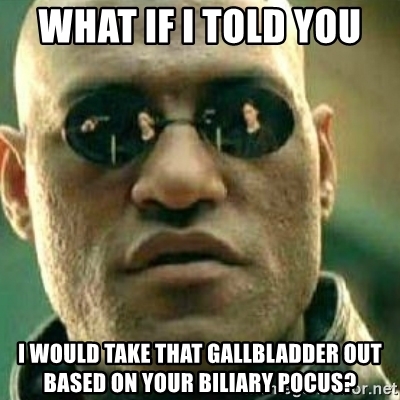 WHAT IF I TOLD YOU
I WOULD TAKE THAT GALLBLADDER OUT
BASED ON YOUR BILIARY POCUS?